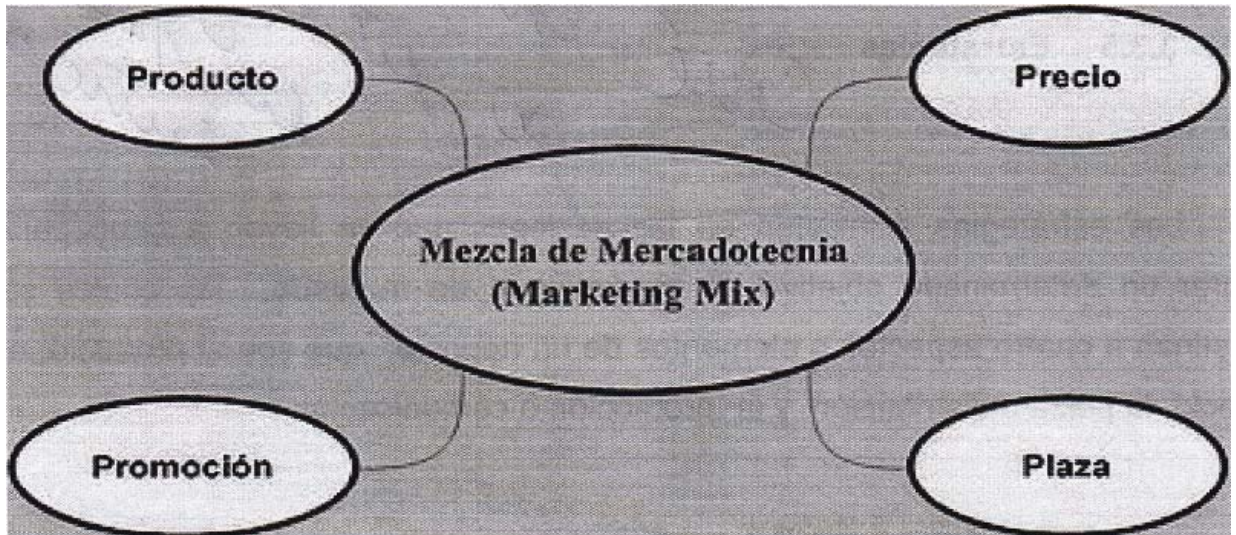 Producto
Precio
Mezcla de Mercadotecnia
(Marketing Mix)
Promoción
Plaza